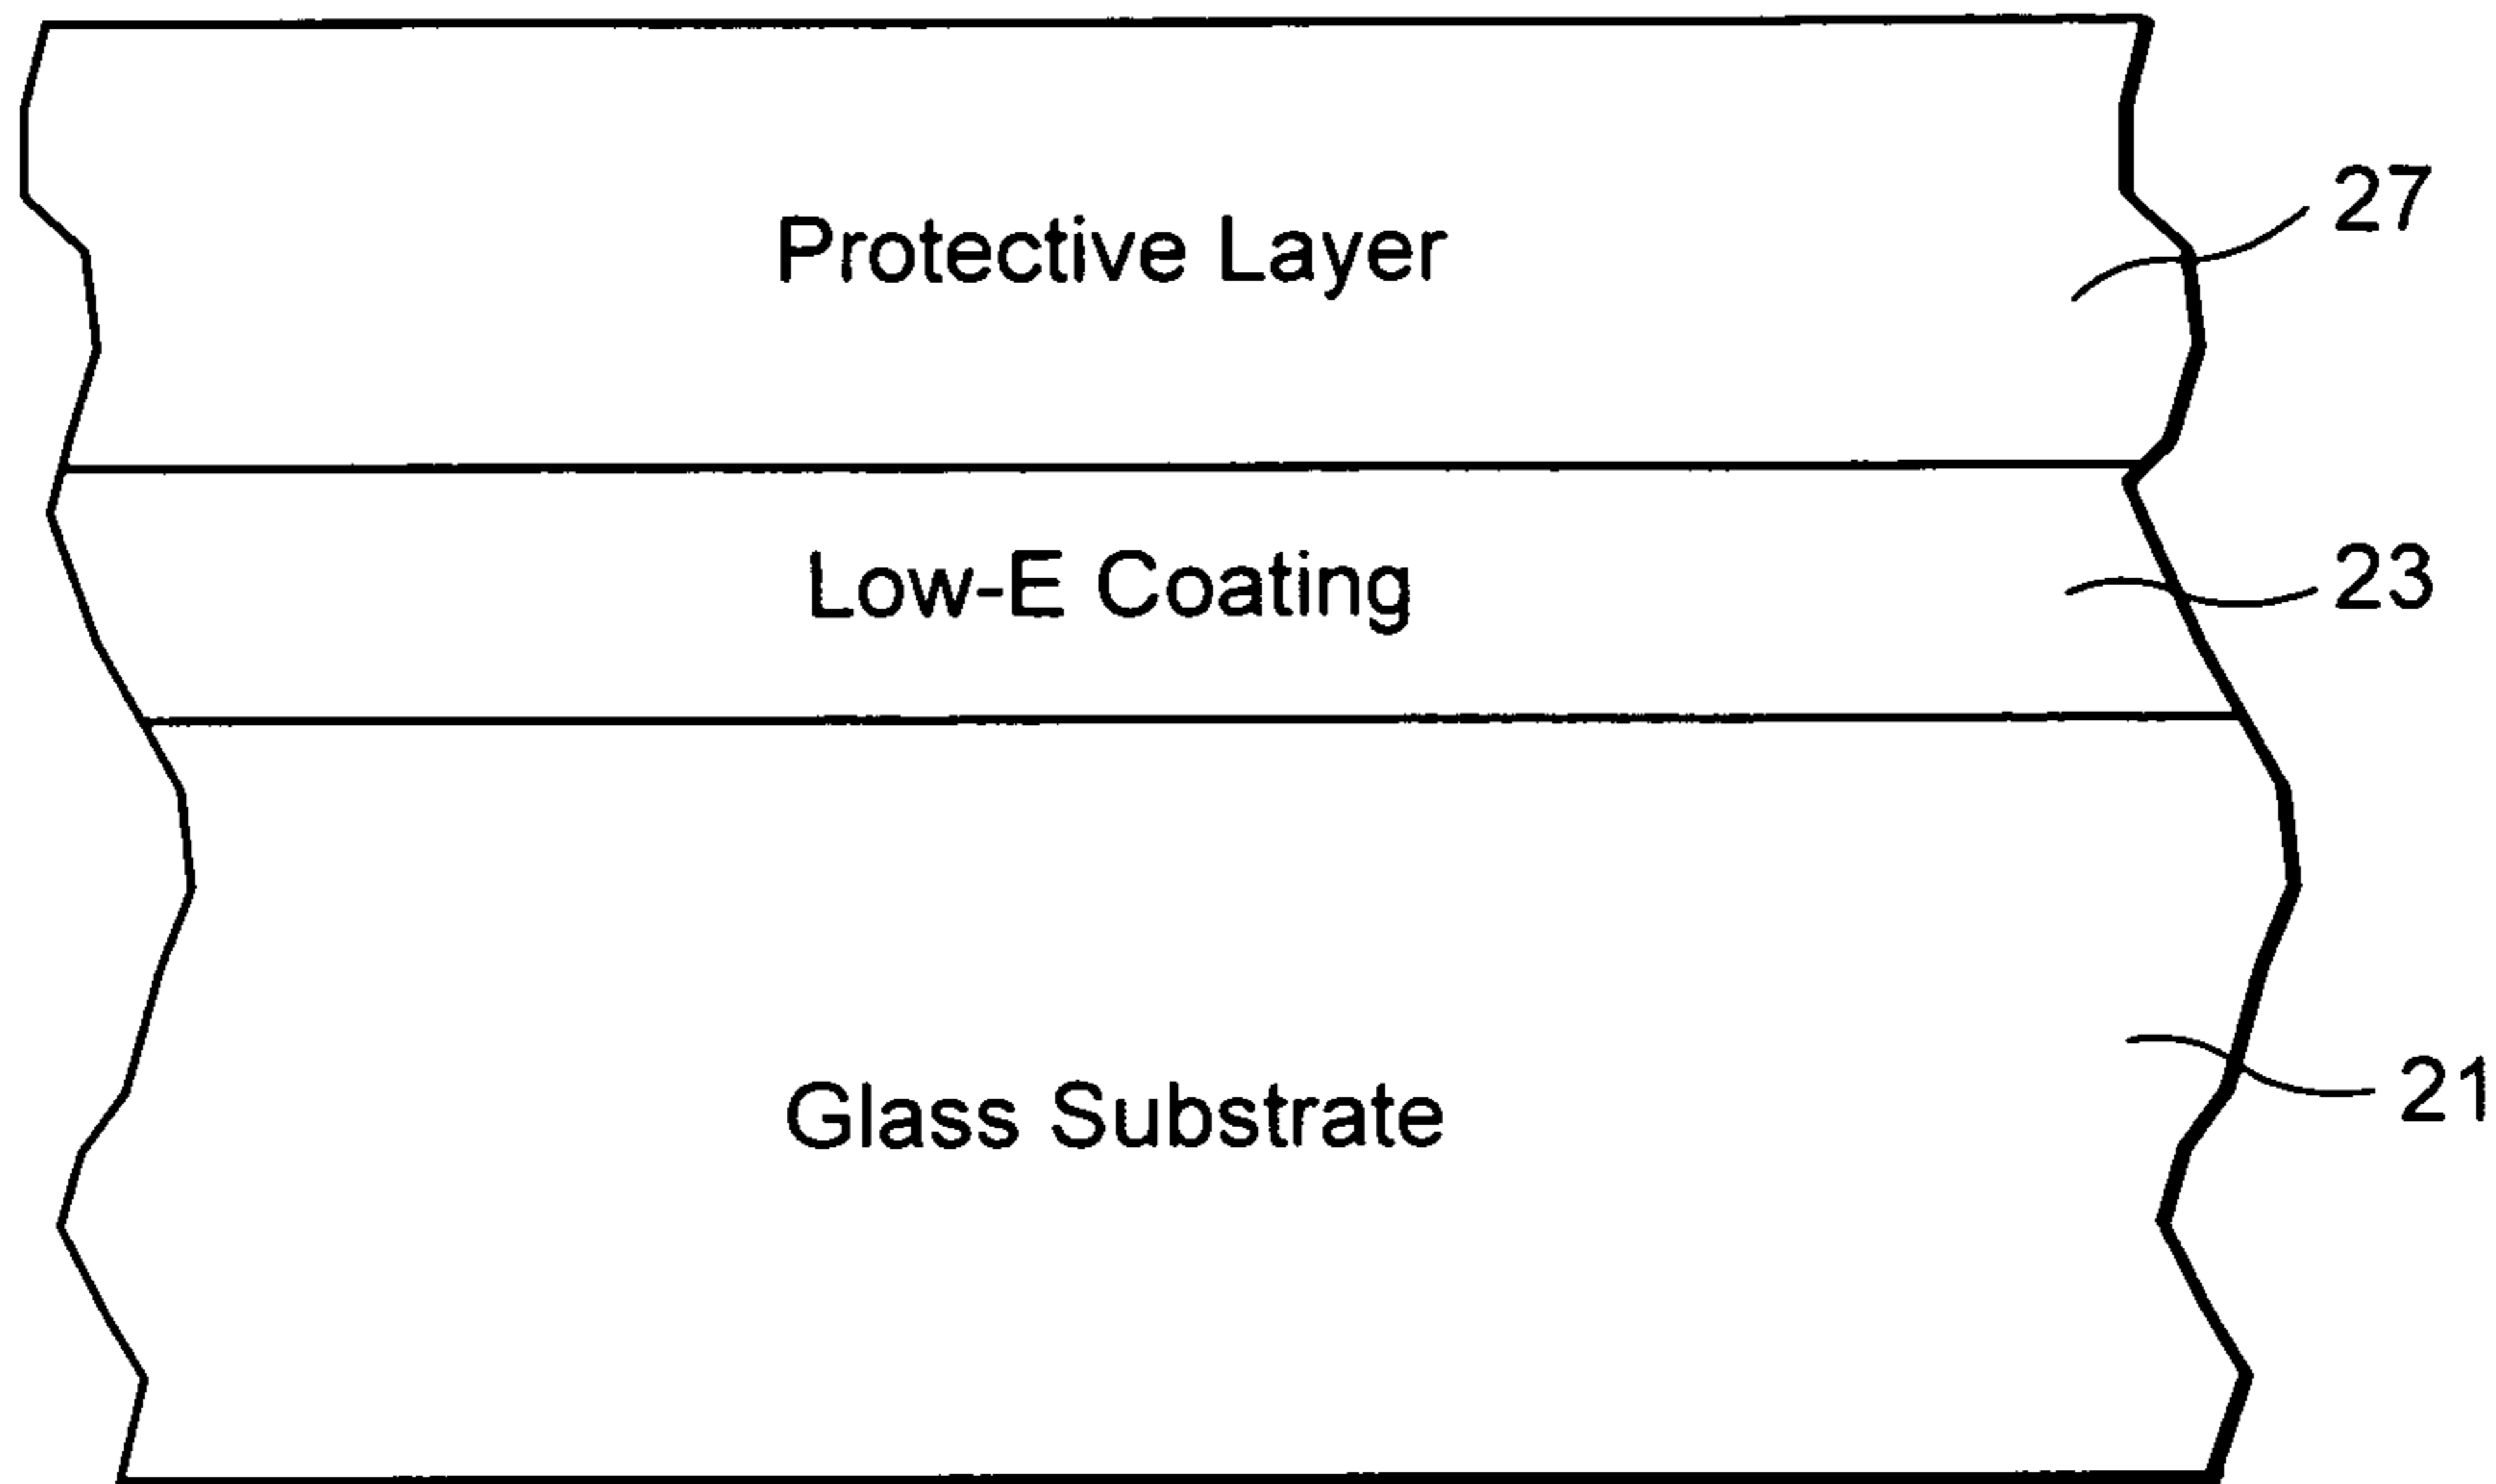 Protective Layer
27
Low-E Coating
23
Glass Substrate
21